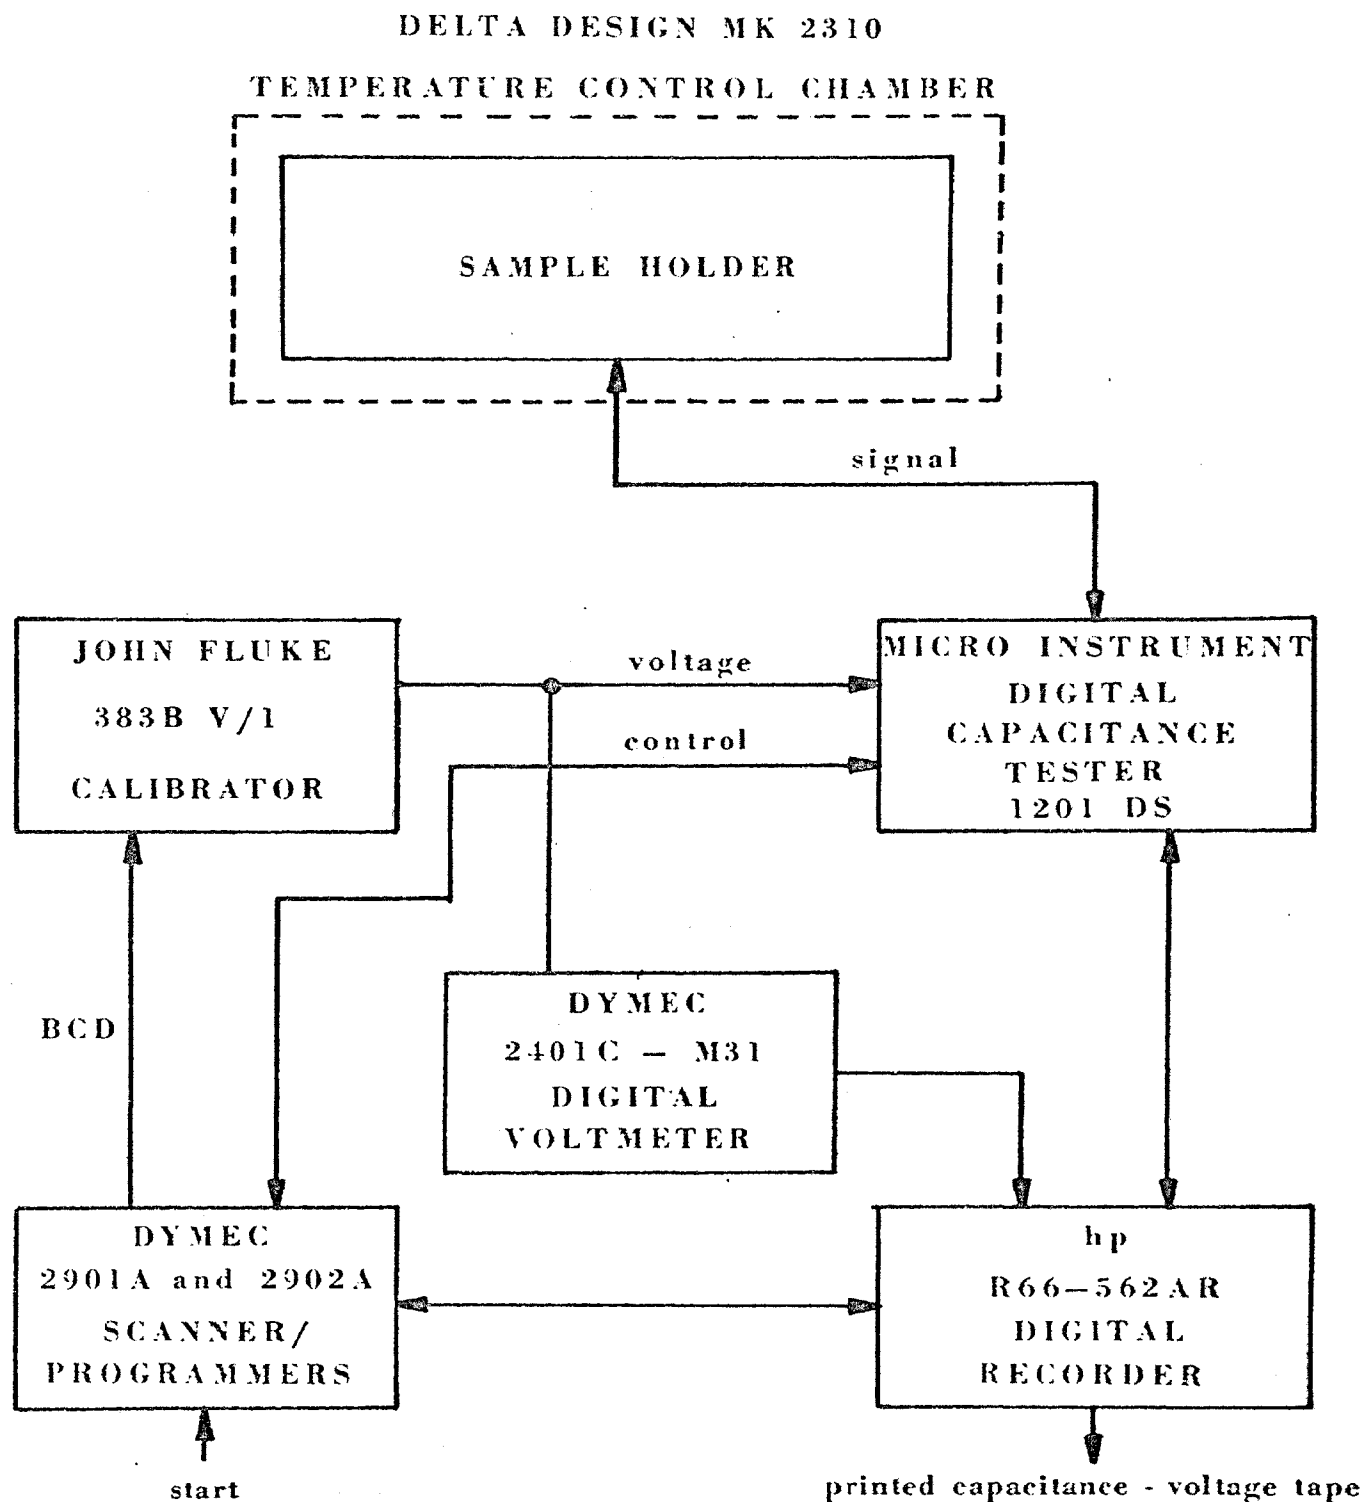 DELTA DESIGN MK 2310
TEMPERATURE CONTROL CHAMBER
SAMPLE HOLDER
signal
JOHN FLUKE
383B V/1
CALIBRATOR
voltage
control
MICRO INSTRUMENT
DIGITAL
CAPACITANCE
TESTER
1201 DS
BCD
DYMEC
2401C – M31
DIGITAL
VOLTMETER
DYMEC
2901A and 2902A
SCANNER/
PROGRAMMERS
hp
R66–562AR
DIGITAL
RECORDER
start
printed capacitance - voltage tape